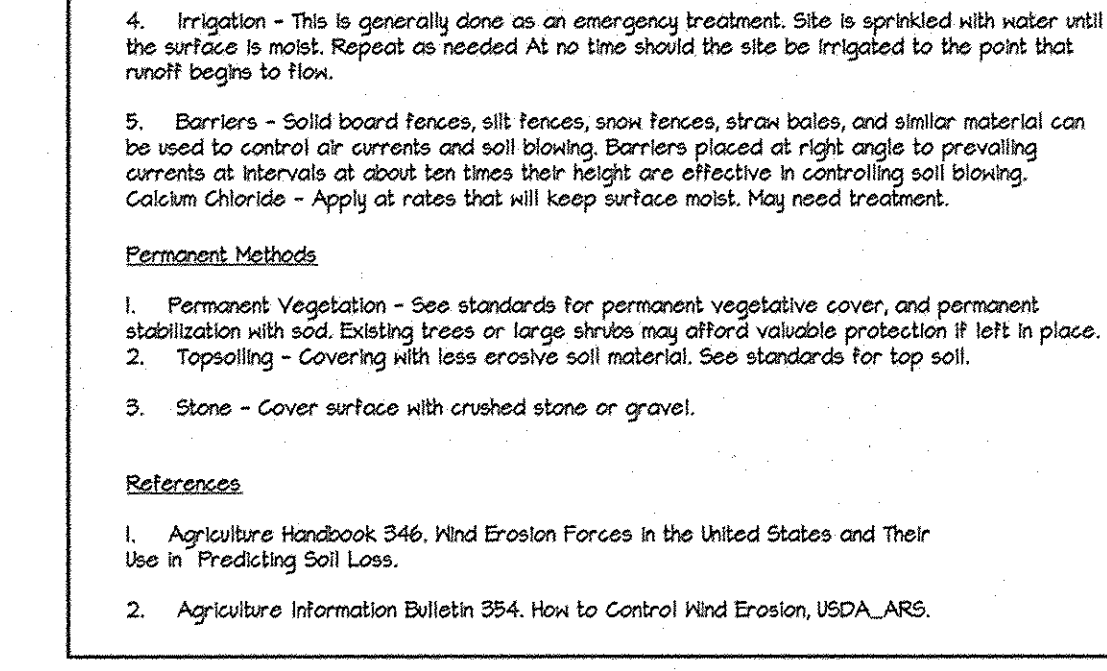 4. Irrigation - This is generally done as an emergency treatment. Site is sprinkled with water until
the surface is moist. Repeat as needed At no time should the site be irrigated to the point that
runoff begins to flow.
5. Barriers - Solid board fences, silt fences, snow fences, straw bales, and similar material can
be used to control air currents and soil blowing. Barriers placed at right angle to prevailing
currents at intervals at about ten times their height are effective in controlling soil blowing.
Calcium Chloride - Apply at rates that will keep surface moist. May need treatment.
Permanent Methods
1. Permanent Vegetation - See standards for permanent vegetative cover, and permanent
stabilization with sod. Existing trees or large shrubs may afford valuable protection if left in place.
2. Topsoiling - Covering with less erosive soil material. See standards for top soil.
3. Stone - Cover surface with crushed stone or gravel.
References
1. Agriculture Handbook 346. Wind Erosion Forces in the United States and Their
Use in Predicting Soil Loss.
2. Agriculture Information Bulletin 354. How to Control Wind Erosion, USDA_ARS.